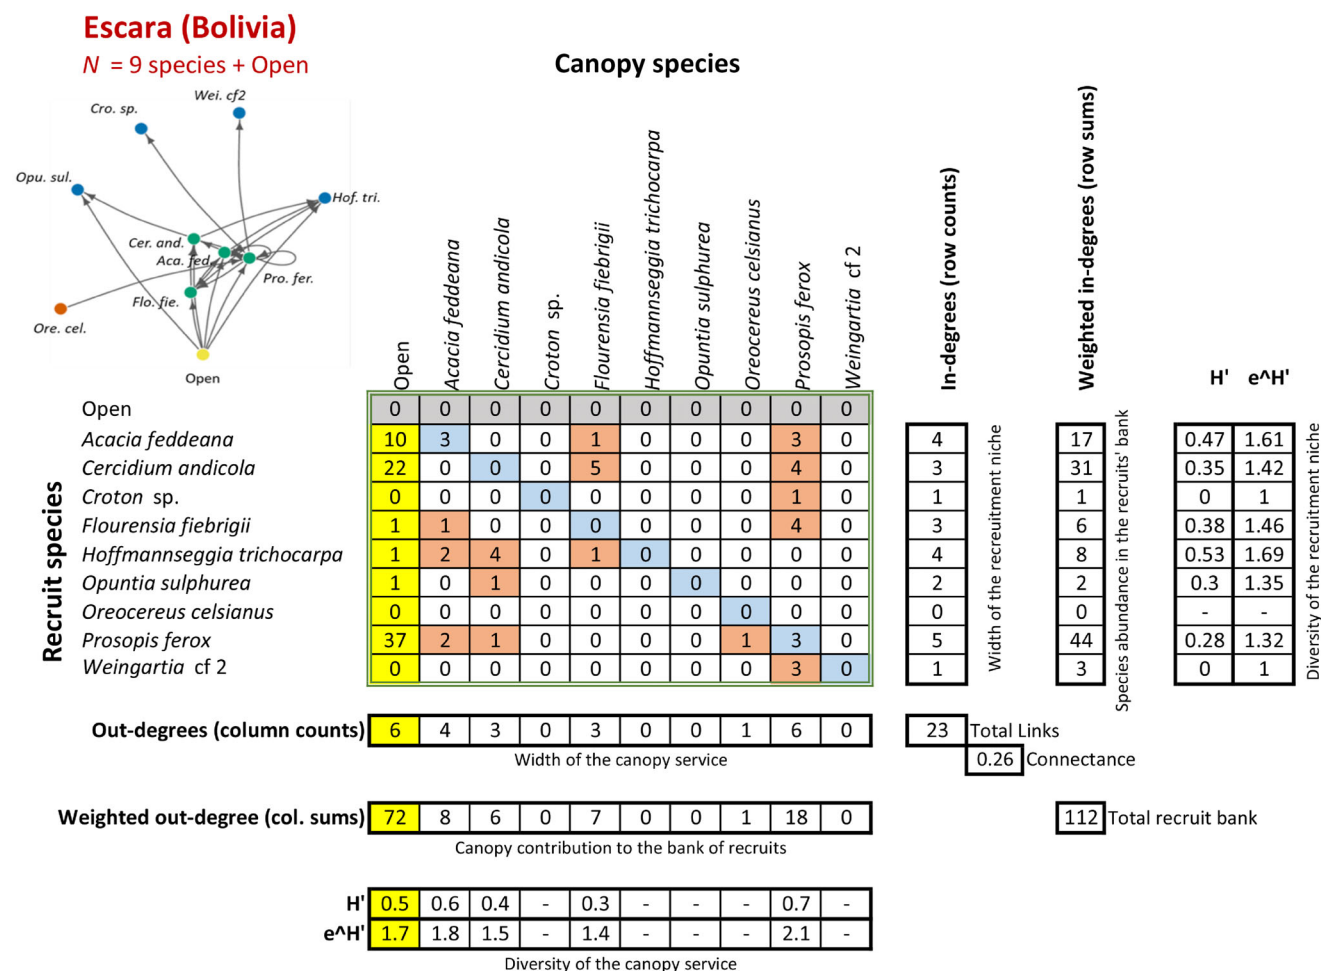 Escara (Bolivia)
N = 9 species + Open
Canopy species
Wei. cf2
Cro. sp.
Opu. sul.
Hof. tri.
Cer. and.
Aca. fed.
Pro. fer.
Flo. fie.
Ore. cel.
Open
Open
Acacia feddeana
Cercidium andicola
Croton sp.
Flourensia fiebrigii
Hoffmannseggia trichocarpa
Opuntia sulphurea
Oreocereus celsianus
Prosopis ferox
Weingartia cf 2
In-degrees (row counts)
Weighted in-degrees (row sums)
H' e^H'
Recruit species
Open 0 0 0 0 0 0 0 0 0 0
Acacia feddeana 10 3 0 0 1 0 0 0 3 0 4 17 0.47 1.61
Cercidium andicola 22 0 0 0 5 0 0 0 4 0 3 31 0.35 1.42
Croton sp. 0 0 0 0 0 0 0 0 1 0 1 1 0 1
Flourensia fiebrigii 1 1 0 0 0 0 0 0 4 0 3 6 0.38 1.46
Hoffmannseggia trichocarpa 1 2 4 0 1 0 0 0 0 0 4 8 0.53 1.69
Opuntia sulphurea 1 0 1 0 0 0 0 0 0 0 2 2 0.3 1.35
Oreocereus celsianus 0 0 0 0 0 0 0 0 0 0 0 0 - -
Prosopis ferox 37 2 1 0 0 0 0 1 3 0 5 44 0.28 1.32
Weingartia cf 2 0 0 0 0 0 0 0 0 3 0 1 3 0 1
Width of the recreuitment niche
Species abundance in the recruits' bank
Diversity of the recruitment niche
Out-degrees (column counts) 6 4 3 0 3 0 0 1 6 0 23 Total Links
Width of the canopy service
0.26 Connectance
Weighted out-degree (col. sums) 72 8 6 0 7 0 0 1 18 0 112 Total recruit bank
Canopy contribution to the bank of recruits
H' 0.5 0.6 0.4 - 0.3 - - - 0.7 -
e^H' 1.7 1.8 1.5 - 1.4 - - - 2.1 -
Diversity of the canopy service